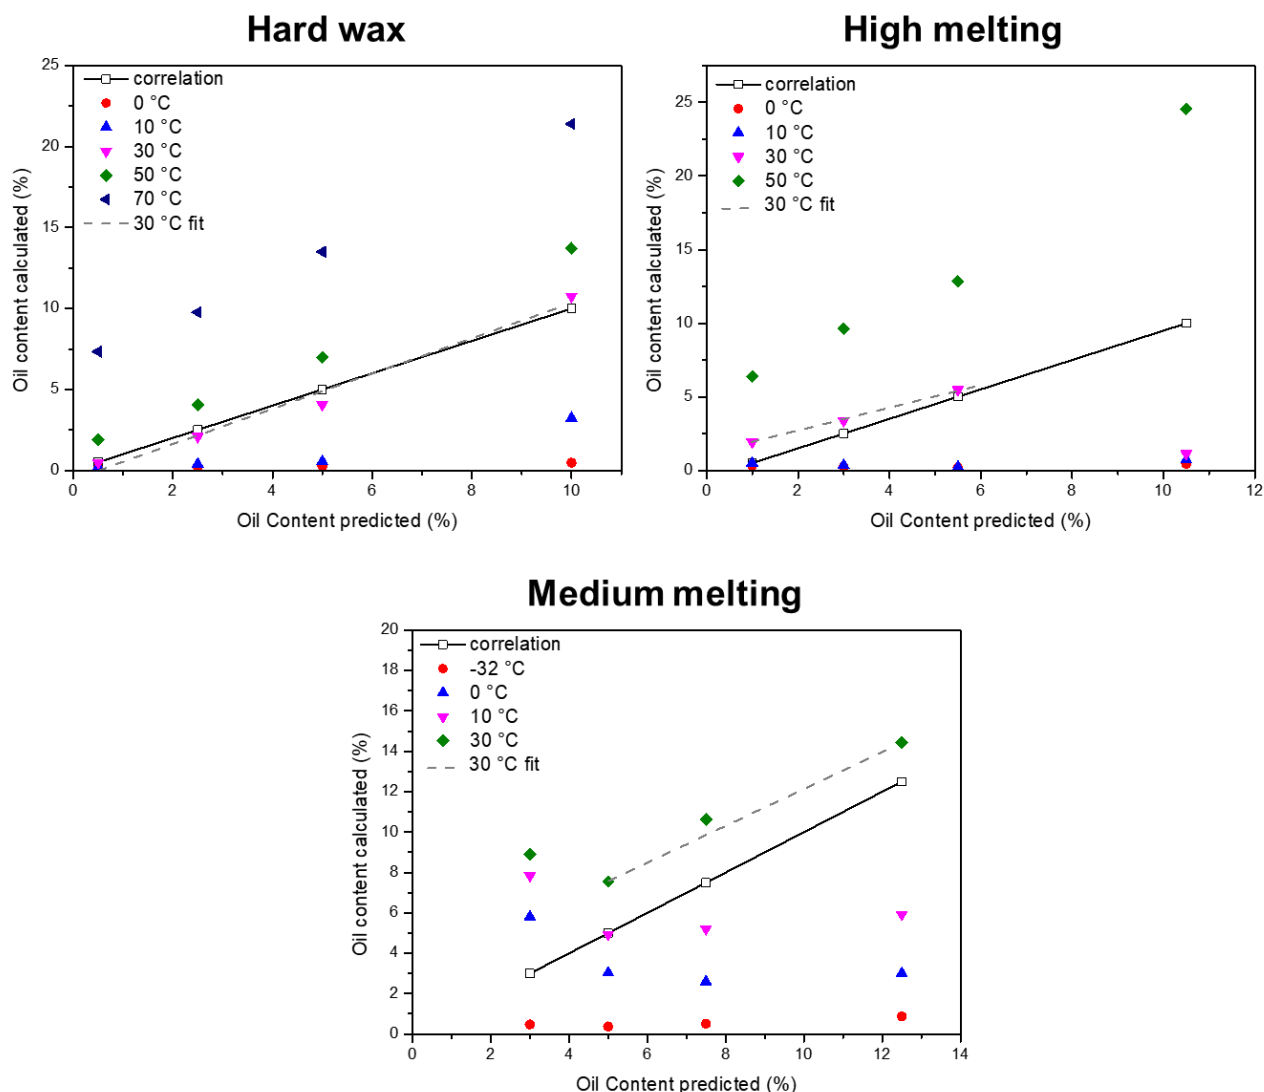 Hard wax
25
20
15
10
5
0
Oil content calculated (%)
correlation
0 °C
10 °C
30 °C
50 °C
70 °C
30 °C fit
0 2 4 6 8 10
Oil Content predicted (%)
High melting
25
20
15
10
5
0
Oil content calculated (%)
correlation
0 °C
10 °C
30 °C
50 °C
30 °C fit
0 2 4 6 8 10 12
Oil Content predicted (%)
Medium melting
20
18
16
14
12
10
8
6
4
2
0
Oil content calculated (%)
correlation
-32 °C
0 °C
10 °C
30 °C
30 °C fit
0 2 4 6 8 10 12 14
Oil Content predicted (%)